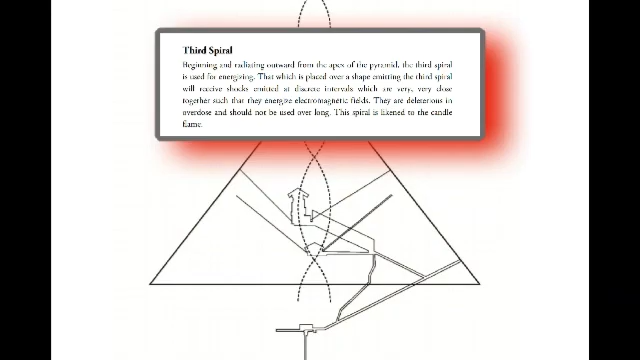 Third Spiral
Beginning and radiating outward from the apex of the pyramid, the third spiral
is used for energizing. That which is placed over a shape emitting the third spiral
will receive shocks emitted at discrete intervals which are very, very close
together such that they energize electromagnetic fields. They are deleterious in
overdose and should not be used over long. This spiral is likened to the candle
flame.